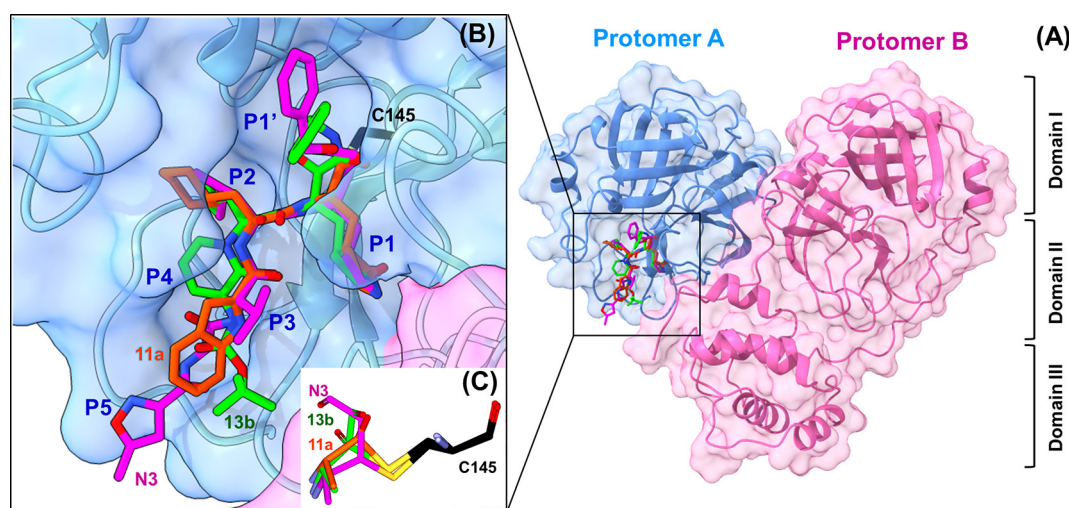 (B)
P1’
C145
P2
P1
P4
P3
11a
P5
13b
N3
(C)
N3
13b
11a
C145
Protomer A
Protomer B
(A)
Domain I
Domain II
Domain III